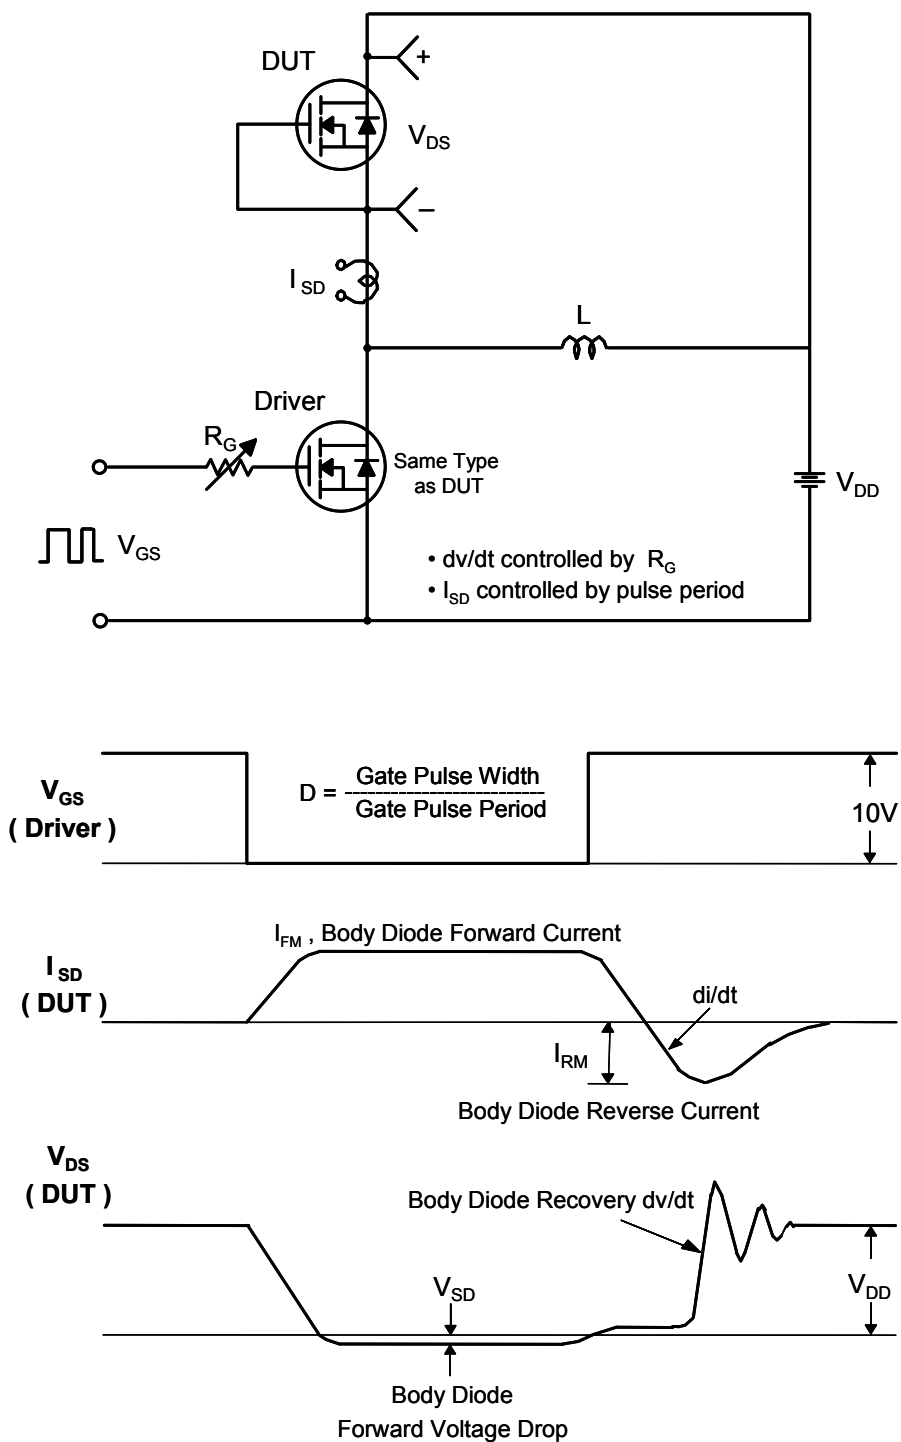 DUT
+
V_DS
–
I_SD
L
Driver
R_G
Same Type
as DUT
V_DD
V_GS
• dv/dt controlled by R_G
• I_SD controlled by pulse period
V_GS
( Driver )
D = Gate Pulse Width
Gate Pulse Period
10V
I_FM , Body Diode Forward Current
I_SD
( DUT )
di/dt
I_RM
Body Diode Reverse Current
V_DS
( DUT )
Body Diode Recovery dv/dt
V_SD
V_DD
Body Diode
Forward Voltage Drop